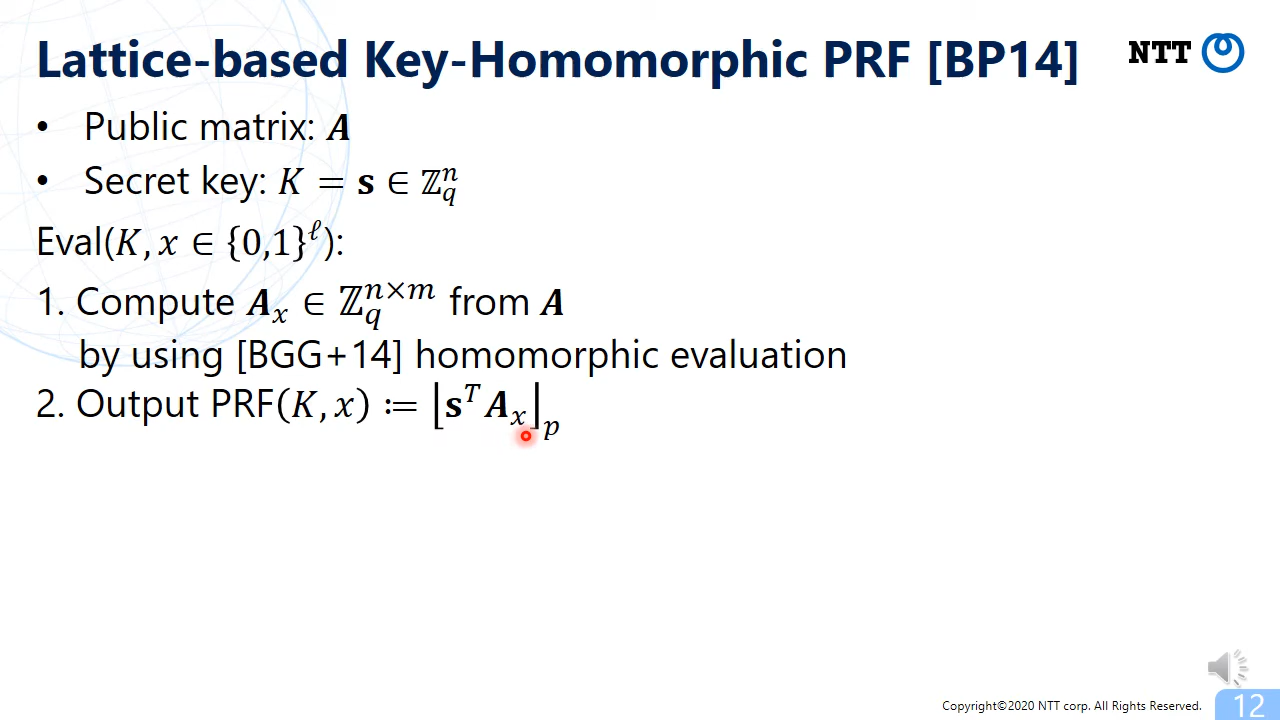 Lattice-based Key-Homomorphic PRF [BP14]
NTT
• Public matrix: 𝑨
• Secret key: 𝐾 = 𝐬 ∈ ℤ_q^n
Eval(𝐾, 𝑥 ∈ {0,1}^ℓ):
1. Compute 𝑨_x ∈ ℤ_q^{n×m} from 𝑨
by using [BGG+14] homomorphic evaluation
2. Output PRF(𝐾, 𝑥) ≔ ⌊𝐬^T 𝑨_x⌋_p
Copyright©2020 NTT corp. All Rights Reserved.
12